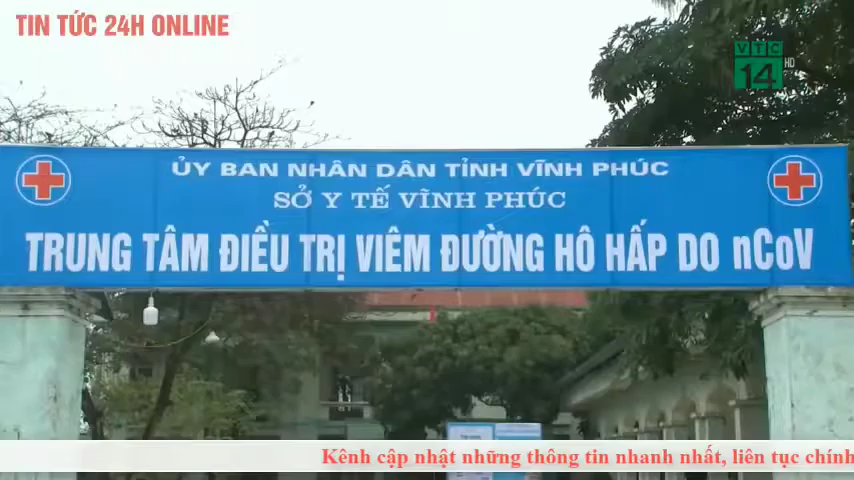 TIN TỨC 24H ONLINE
VTC
14
HD
ỦY BAN NHÂN DÂN TỈNH VĨNH PHÚC
SỞ Y TẾ VĨNH PHÚC
TRUNG TÂM ĐIỀU TRỊ VIÊM ĐƯỜNG HÔ HẤP DO nCoV
Kênh cập nhật những thông tin nhanh nhất, liên tục chính